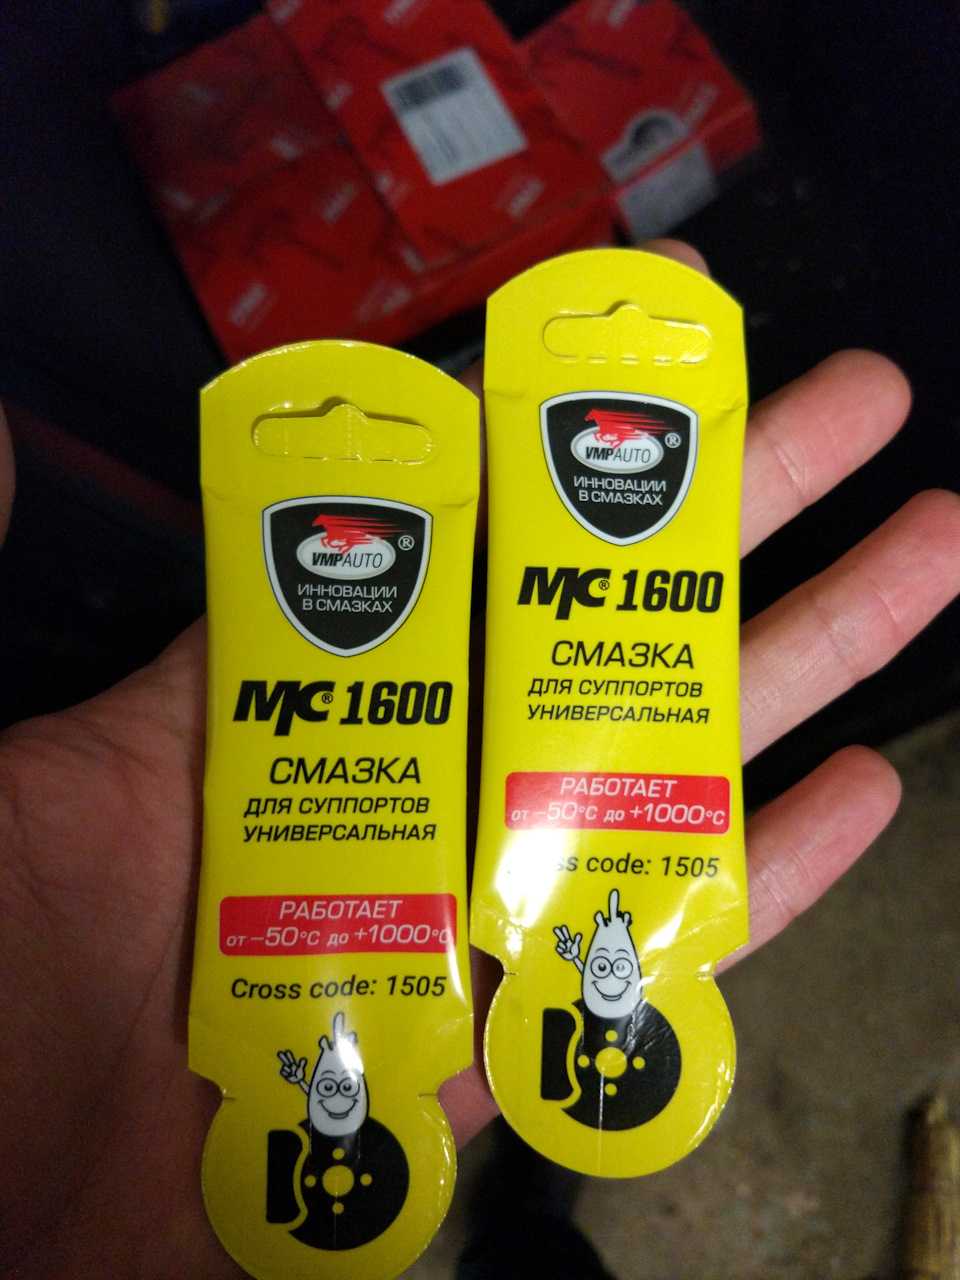 VMPAUTO
®
ИННОВАЦИИ
В СМАЗКАХ
МС® 1600
СМАЗКА
ДЛЯ СУППОРТОВ
УНИВЕРСАЛЬНАЯ
РАБОТАЕТ
от −50°С до +1000°С
Cross code: 1505
VMPAUTO
®
ИННОВАЦИИ
В СМАЗКАХ
МС® 1600
СМАЗКА
ДЛЯ СУППОРТОВ
УНИВЕРСАЛЬНАЯ
РАБОТАЕТ
от −50°С до +1000°С
code: 1505